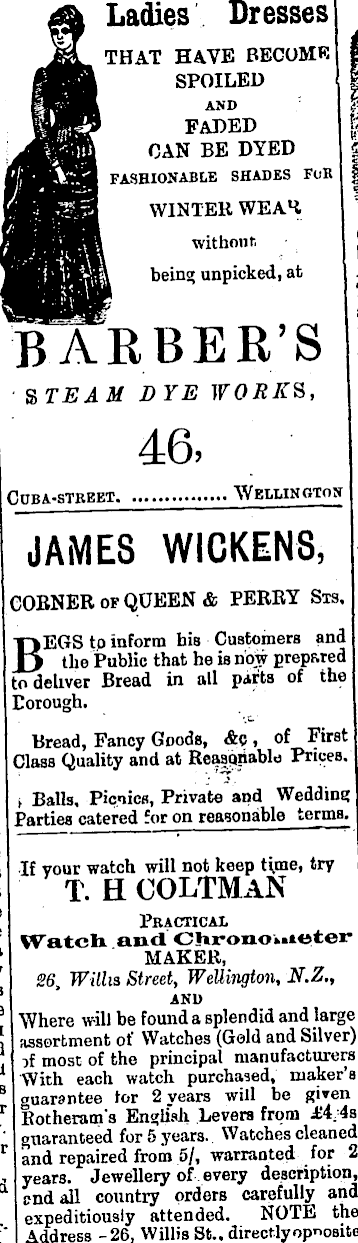 Ladies' Dresses
THAT HAVE BECOME
SPOILED
AND
FADED
CAN BE DYED
FASHIONABLE SHADES FOR
WINTER WEAR
without
being unpicked, at
BARBER'S
STEAM DYE WORKS,
46,
CUBA-STREET. ............... WELLINGTON
JAMES WICKENS,
CORNER OF QUEEN & PERRY STS.
BEGS to inform his Customers and
the Public that he is now prepared
to deliver Bread in all parts of the
Borough.
Bread, Fancy Goods, &c, of First
Class Quality and at Reasonable Prices.
Balls, Picnics, Private and Wedding
Parties catered for on reasonable terms.
If your watch will not keep time, try
T. H COLTMAN
PRACTICAL
Watch and Chronometer
MAKER,
26, Willis Street, Wellington, N.Z.,
AND
Where will be found a splendid and large
assortment of Watches (Gold and Silver)
of most of the principal manufacturers
With each watch purchased, maker's
guarantee for 2 years will be given
Rotheram's English Levers from £4.4s
guaranteed for 5 years. Watches cleaned
and repaired from 5/, warranted for 2
years. Jewellery of every description,
and all country orders carefully and
expeditiously attended. NOTE the
Address - 26, Willis St., directly opposite